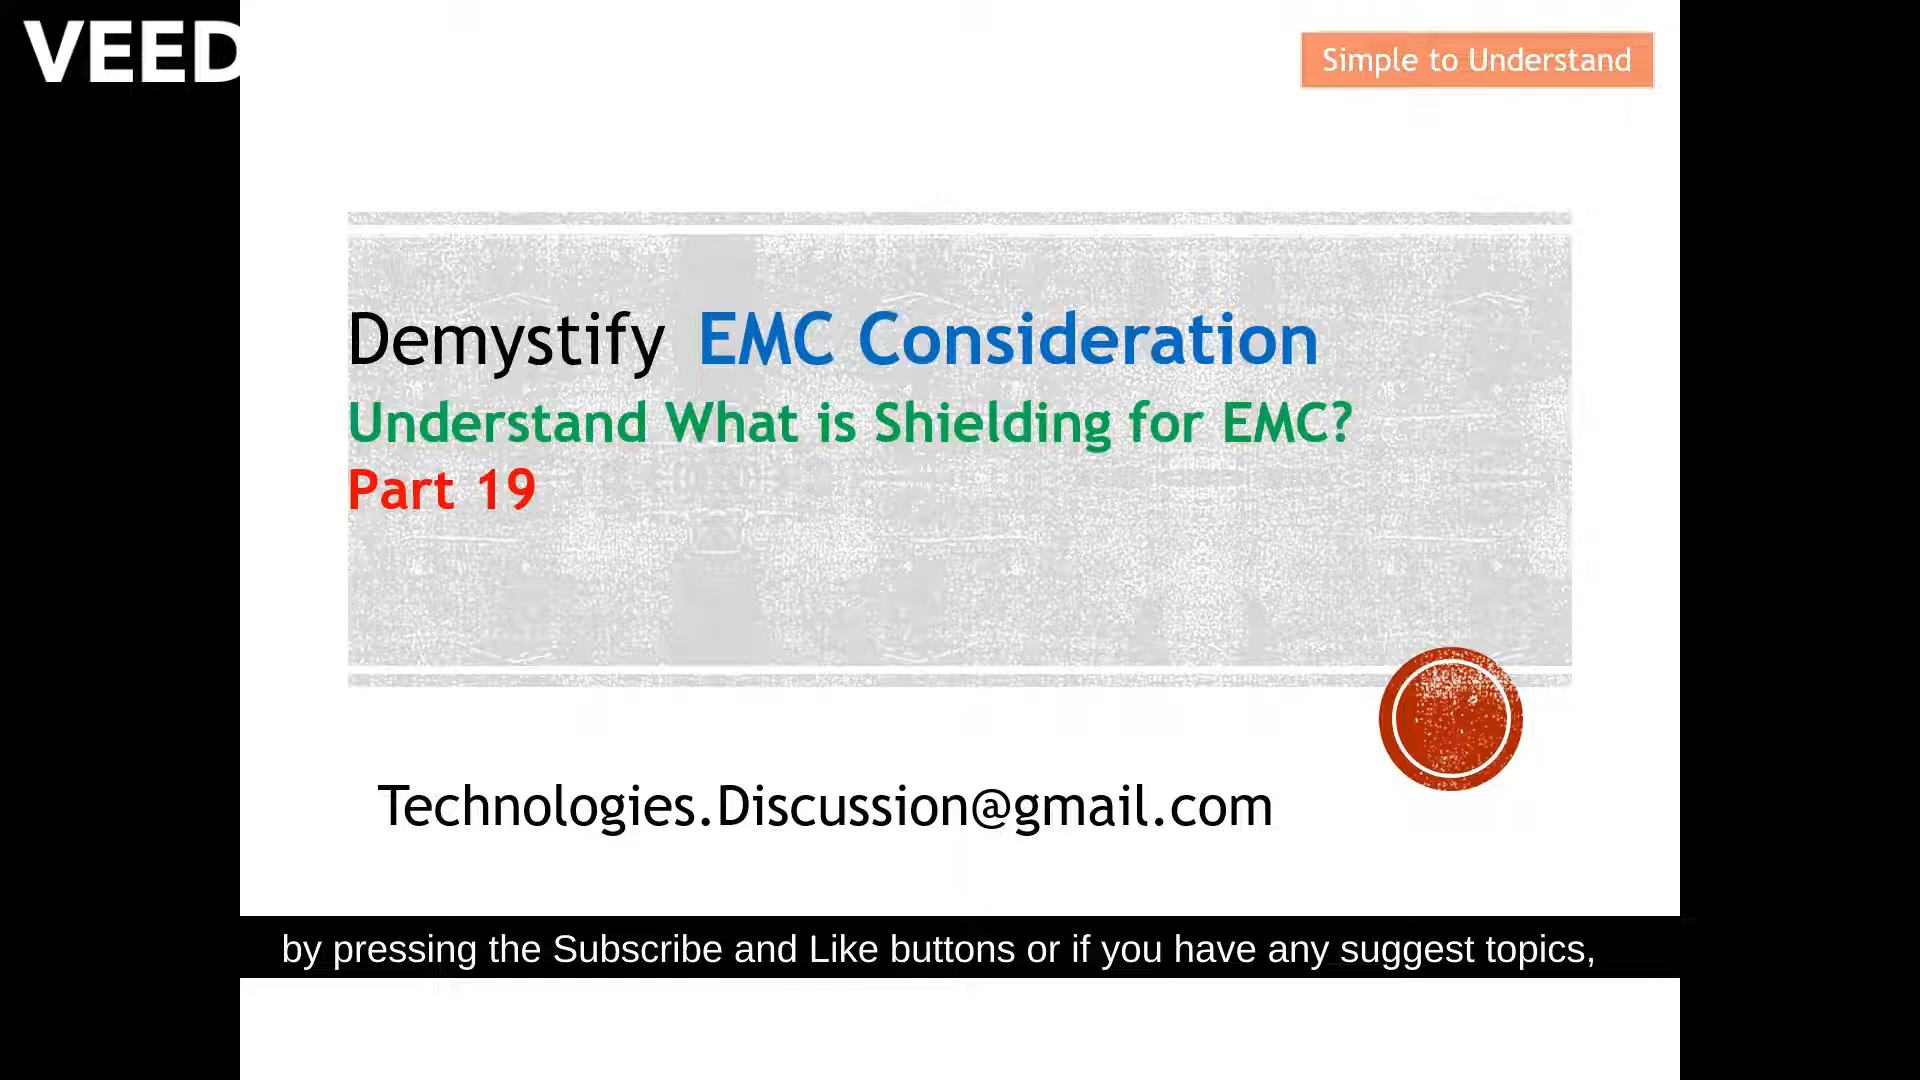 VEED
Simple to Understand
Demystify EMC Consideration
Understand What is Shielding for EMC?
Part 19
Technologies.Discussion@gmail.com
by pressing the Subscribe and Like buttons or if you have any suggest topics,